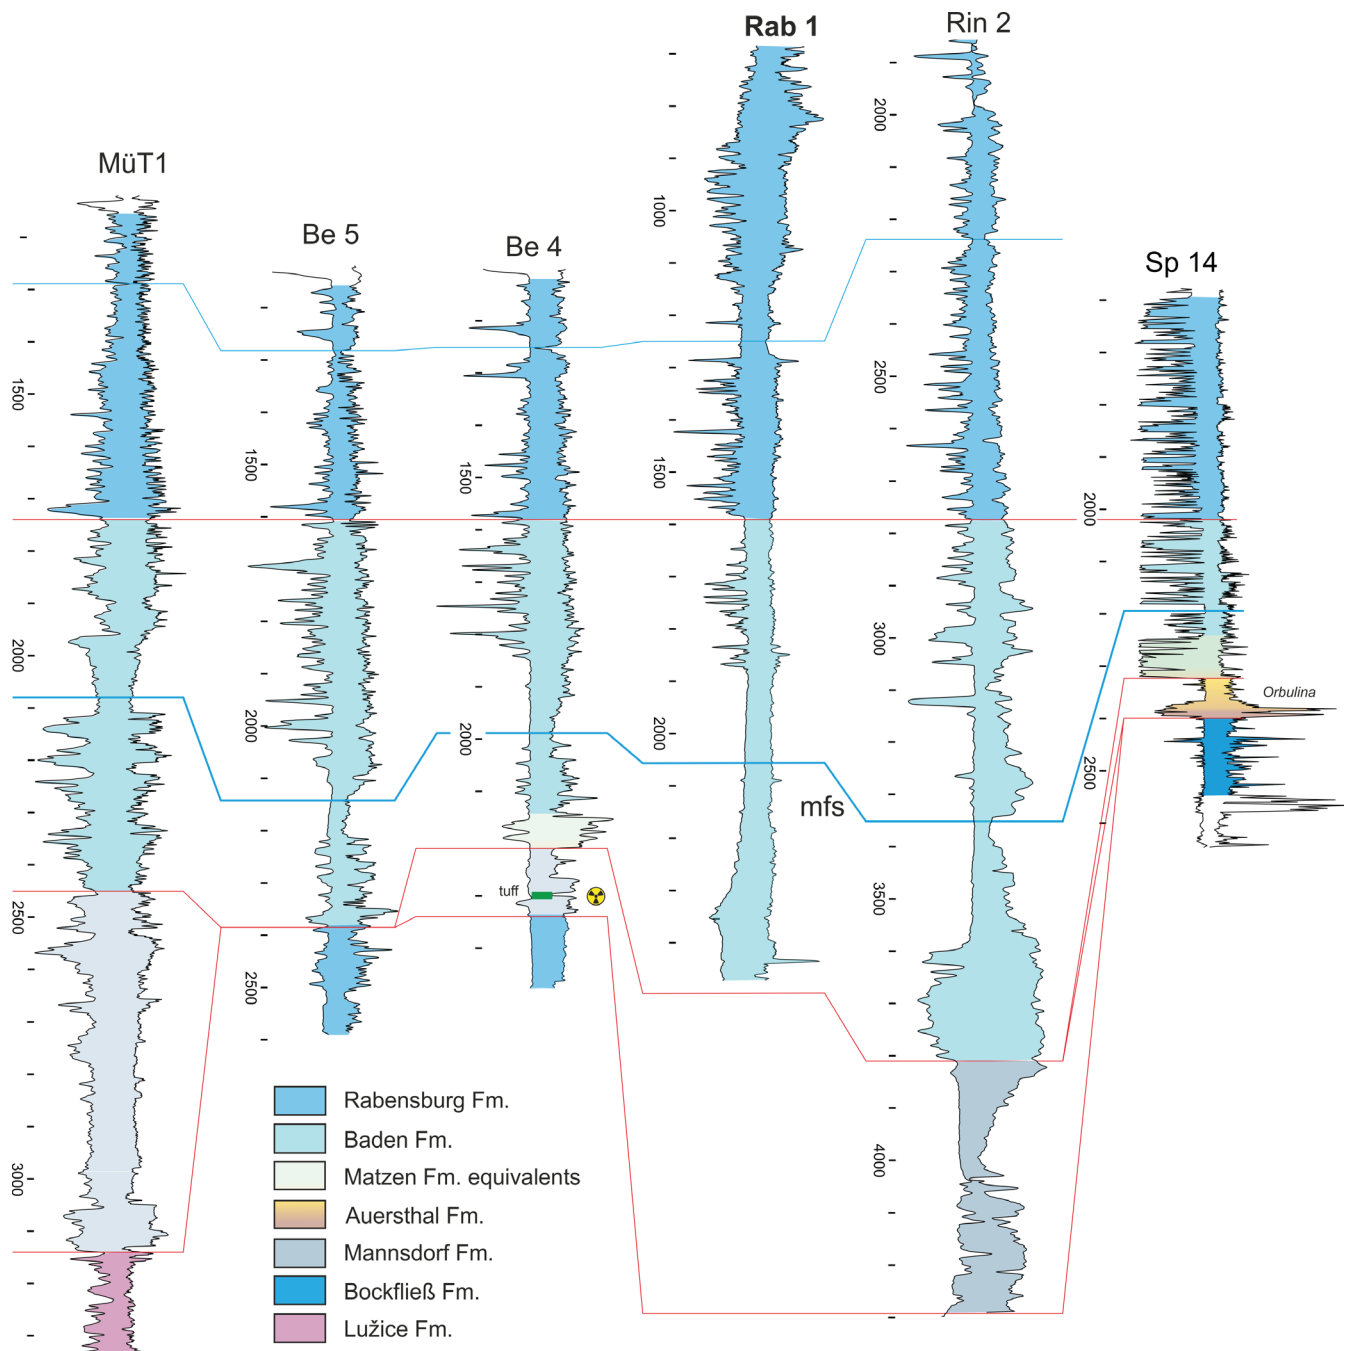 Rab 1
Rin 2
MüT1
Be 5
Be 4
Sp 14
1500
2000
2500
3000
1500
2000
2500
1500
2000
1000
1500
2000
2000
2500
3000
3500
4000
2000
2500
Orbulina
mfs
tuff
Rabensburg Fm.
Baden Fm.
Matzen Fm. equivalents
Auersthal Fm.
Mannsdorf Fm.
Bockfließ Fm.
Lužice Fm.